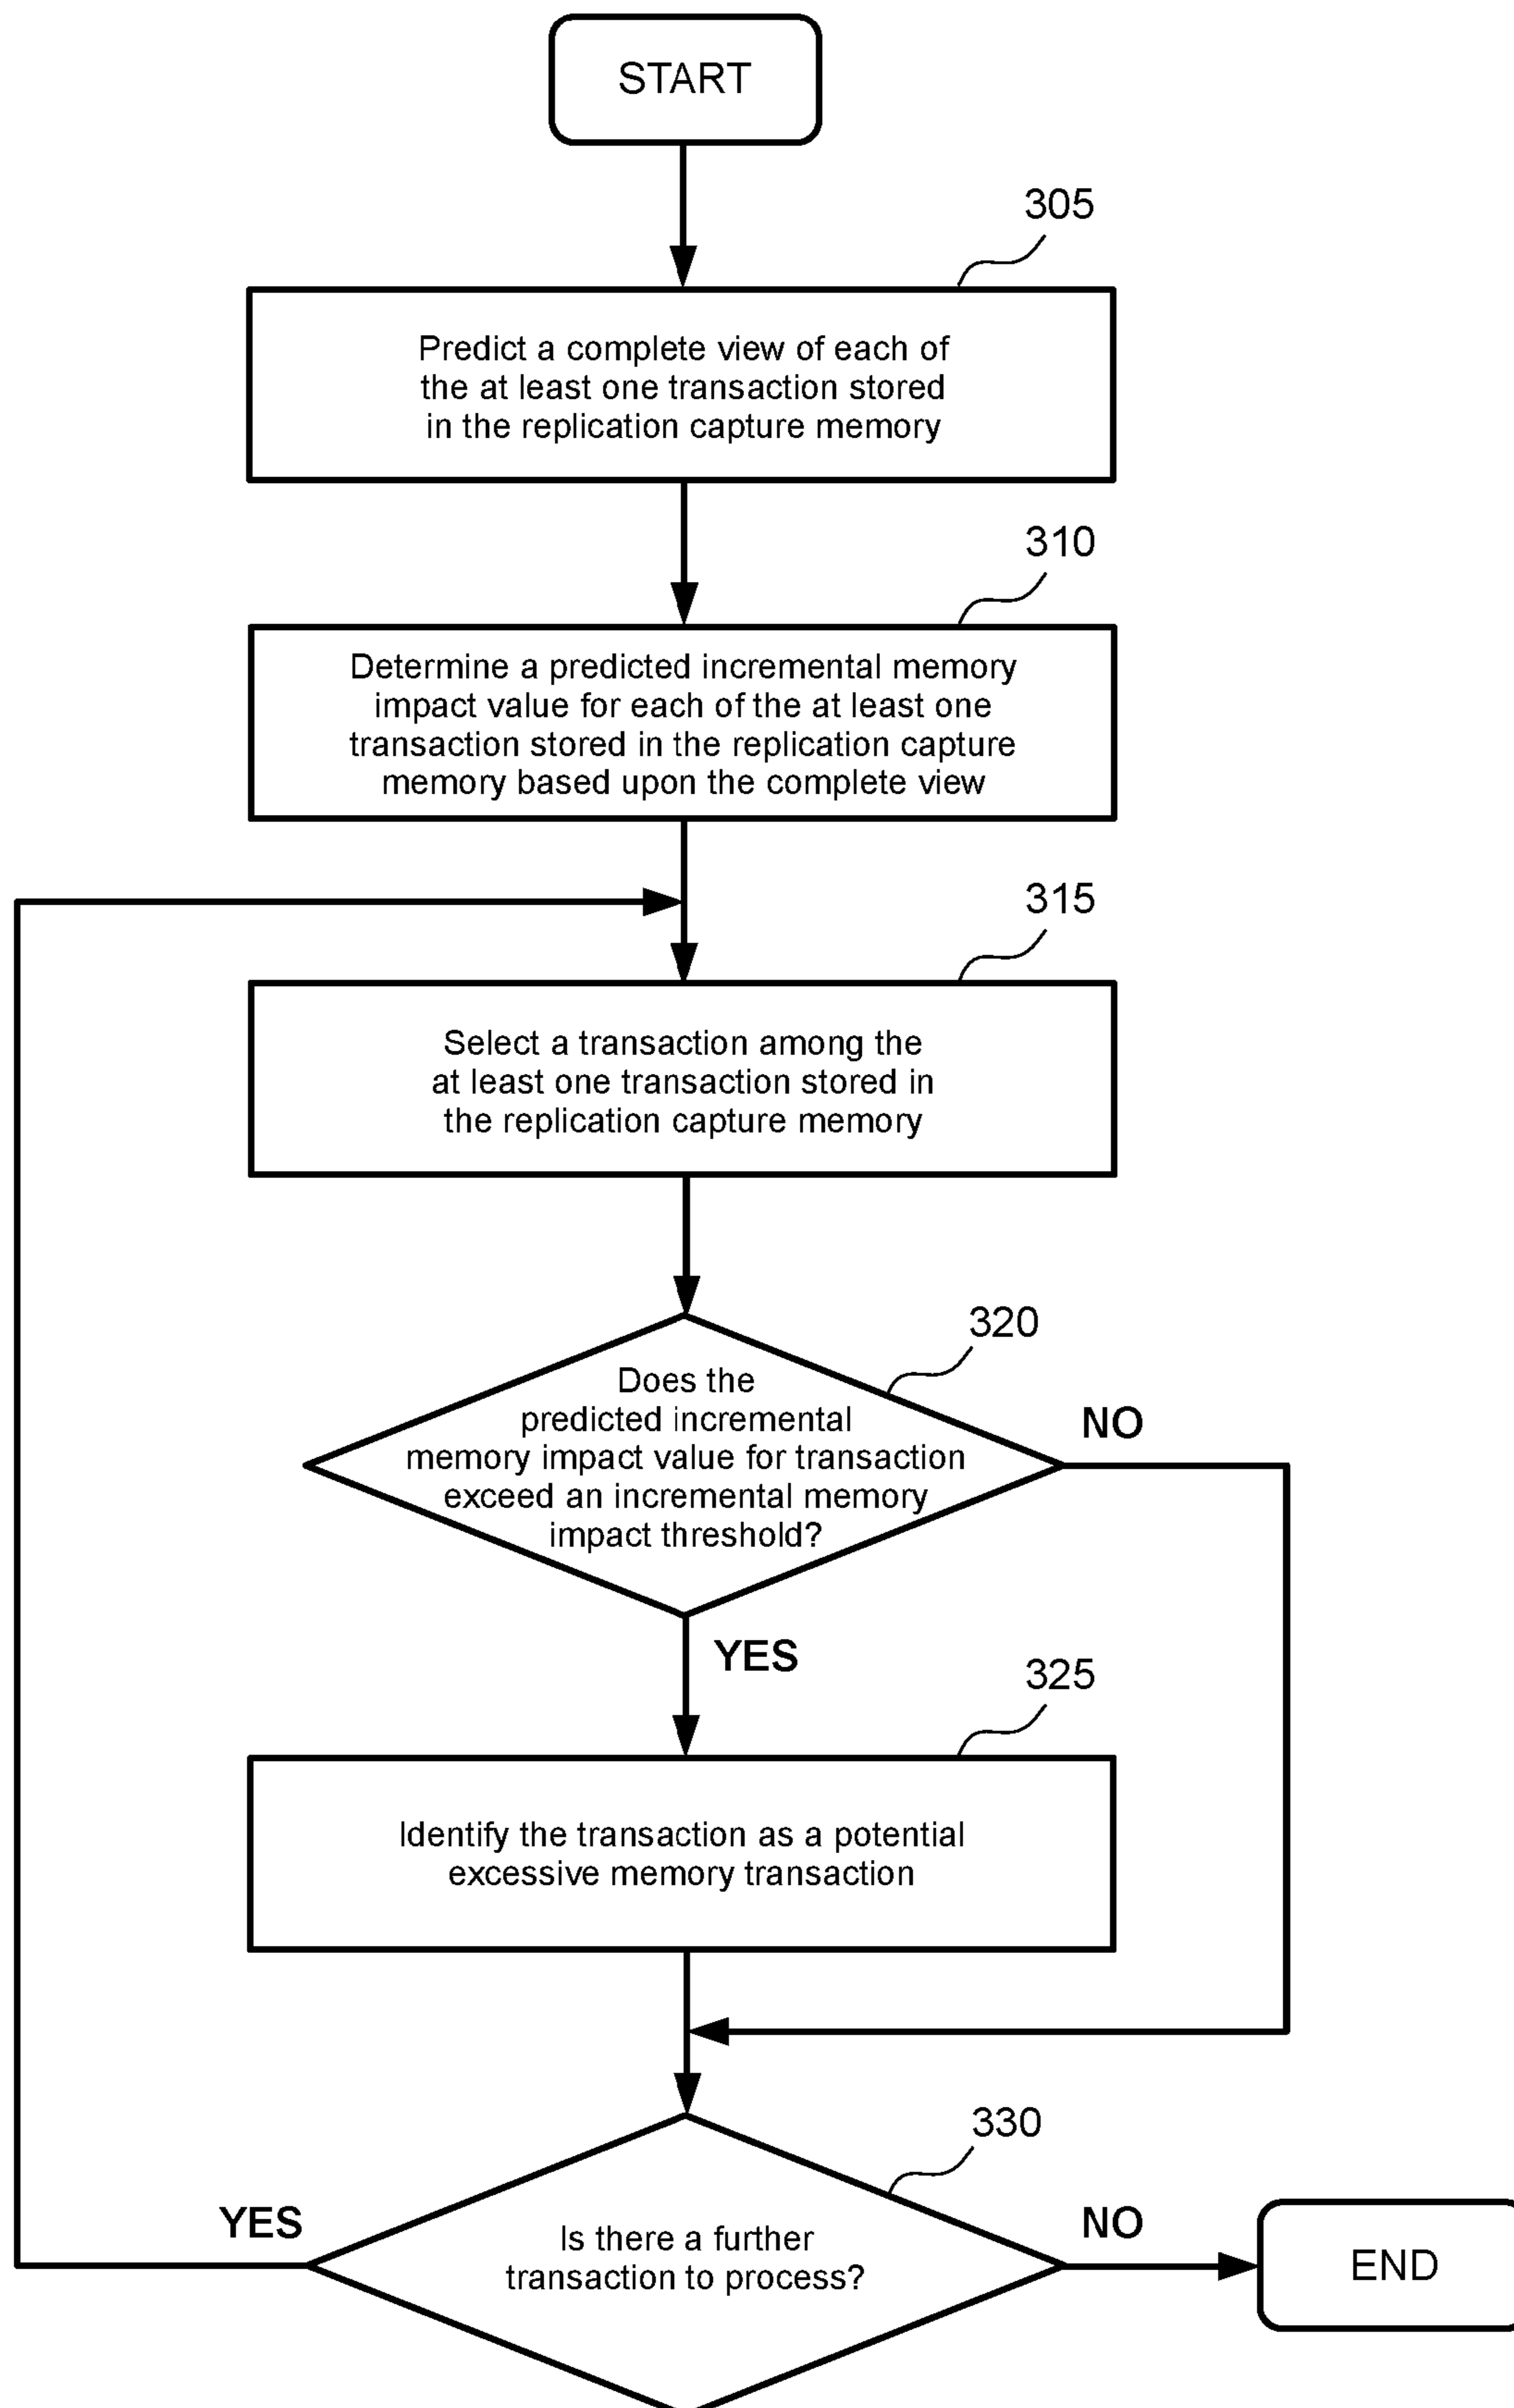 START
305
Predict a complete view of each of
the at least one transaction stored
in the replication capture memory
310
Determine a predicted incremental memory
impact value for each of the at least one
transaction stored in the replication capture
memory based upon the complete view
315
Select a transaction among the
at least one transaction stored in
the replication capture memory
320
Does the
predicted incremental
memory impact value for transaction
exceed an incremental memory
impact threshold?
NO
YES
325
Identify the transaction as a potential
excessive memory transaction
330
YES
Is there a further
transaction to process?
NO
END